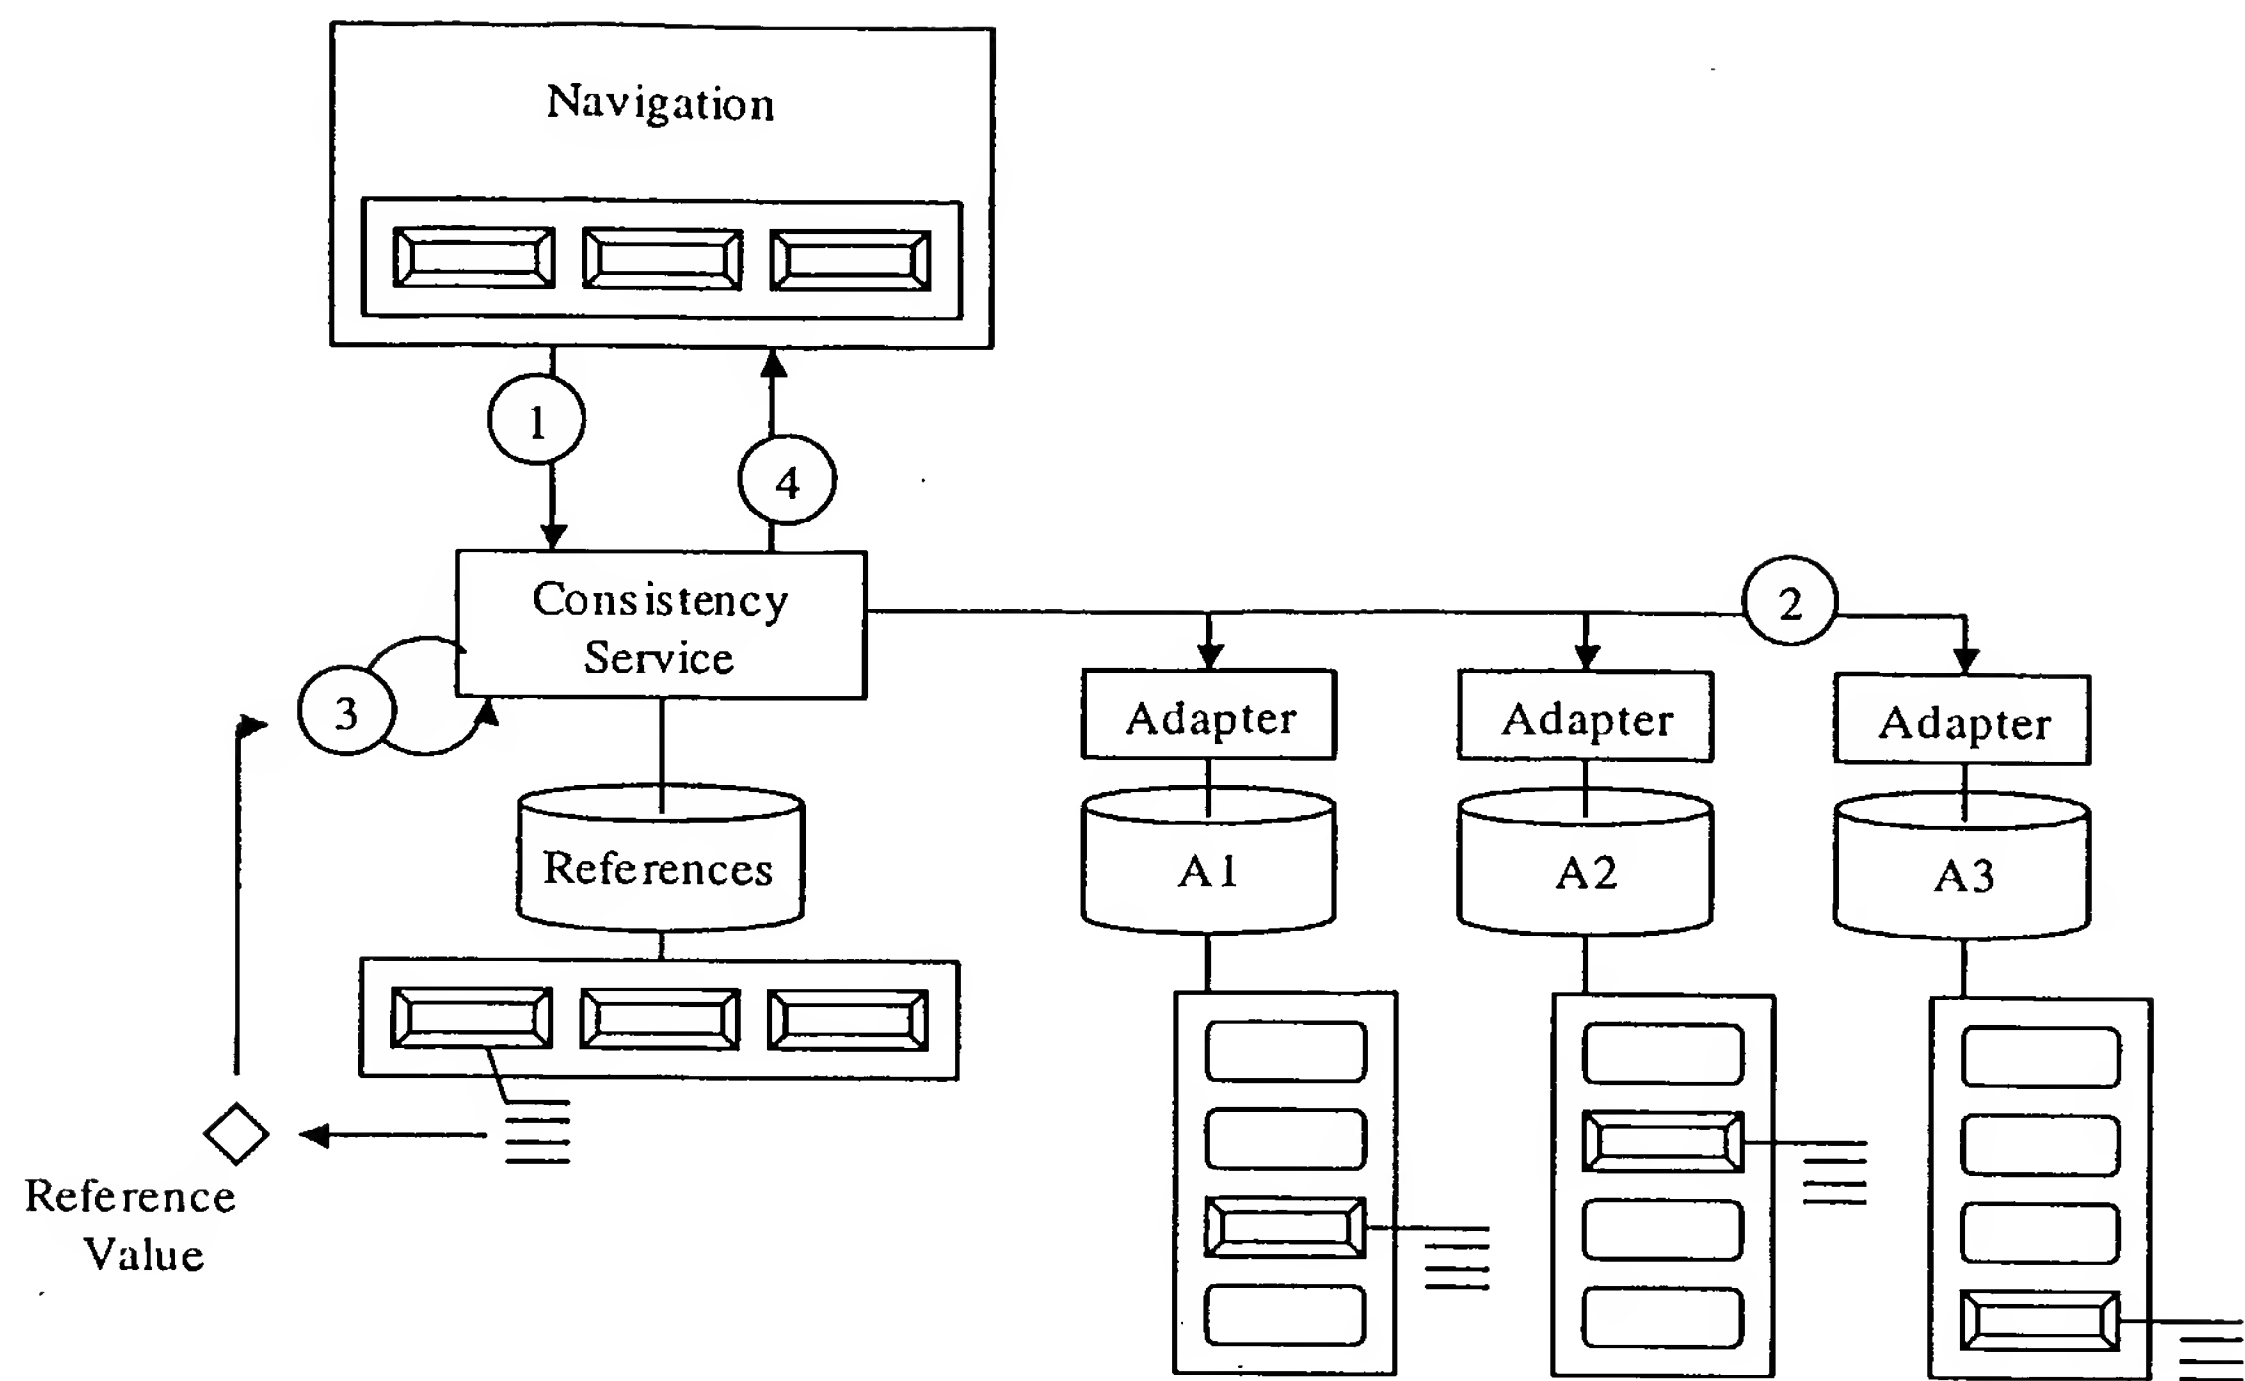 Navigation
1
4
Consistency
Service
2
3
Adapter
Adapter
Adapter
References
A1
A2
A3
Reference
Value